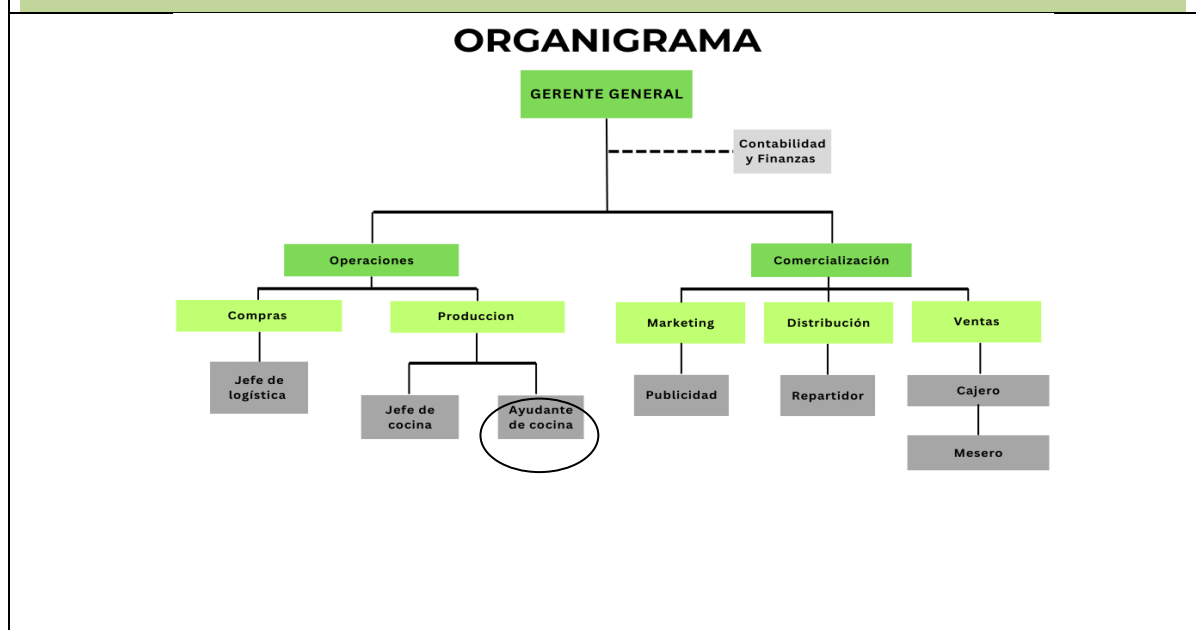 ORGANIGRAMA
GERENTE GENERAL
Contabilidad
y Finanzas
Operaciones
Comercialización
Compras
Produccion
Marketing
Distribución
Ventas
Jefe de
logística
Jefe de
cocina
Ayudante
de cocina
Publicidad
Repartidor
Cajero
Mesero